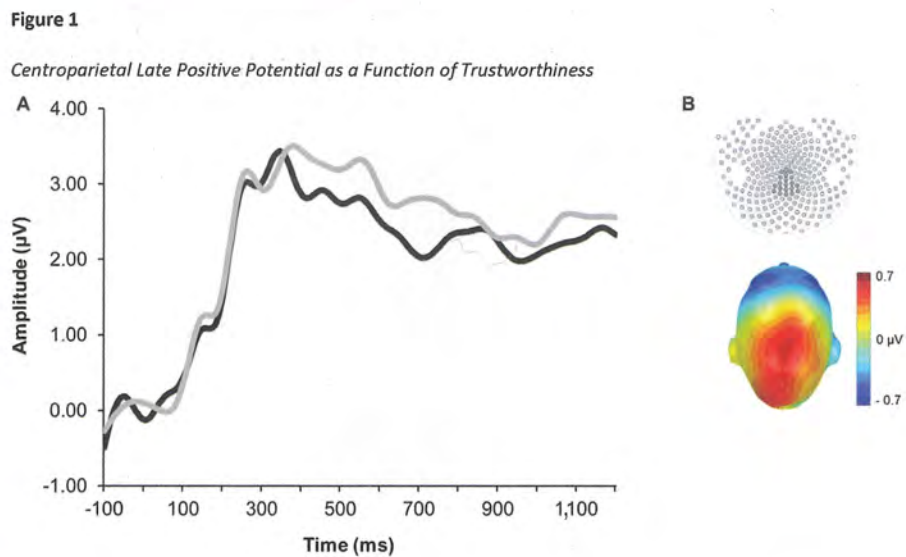 Figure 1
Centroparietal Late Positive Potential as a Function of Trustworthiness
A
4.00
3.00
2.00
1.00
0.00
-1.00
Amplitude (µV)
-100 100 300 500 700 900 1,100
Time (ms)
B
0.7
0 µV
- 0.7